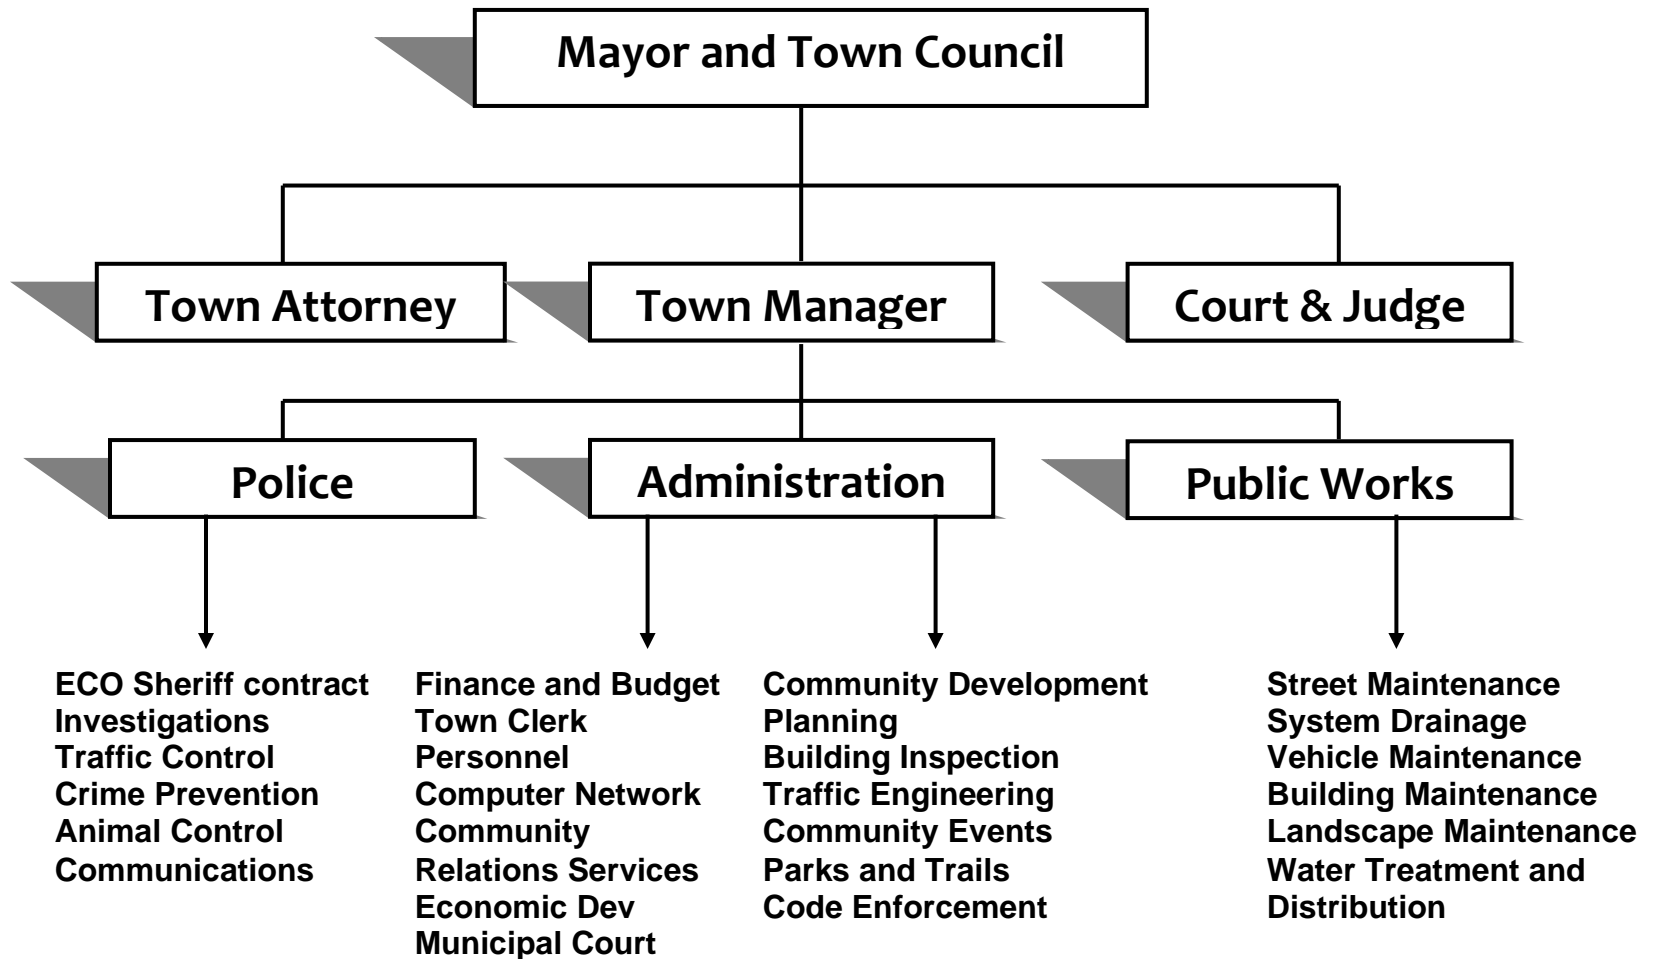 Mayor and Town Council
Town Attorney
Town Manager
Court & Judge
Police
Administration
Public Works
ECO Sheriff contract
Investigations
Traffic Control
Crime Prevention
Animal Control
Communications
Finance and Budget
Town Clerk
Personnel
Computer Network
Community
Relations Services
Economic Dev
Municipal Court
Community Development
Planning
Building Inspection
Traffic Engineering
Community Events
Parks and Trails
Code Enforcement
Street Maintenance
System Drainage
Vehicle Maintenance
Building Maintenance
Landscape Maintenance
Water Treatment and
Distribution